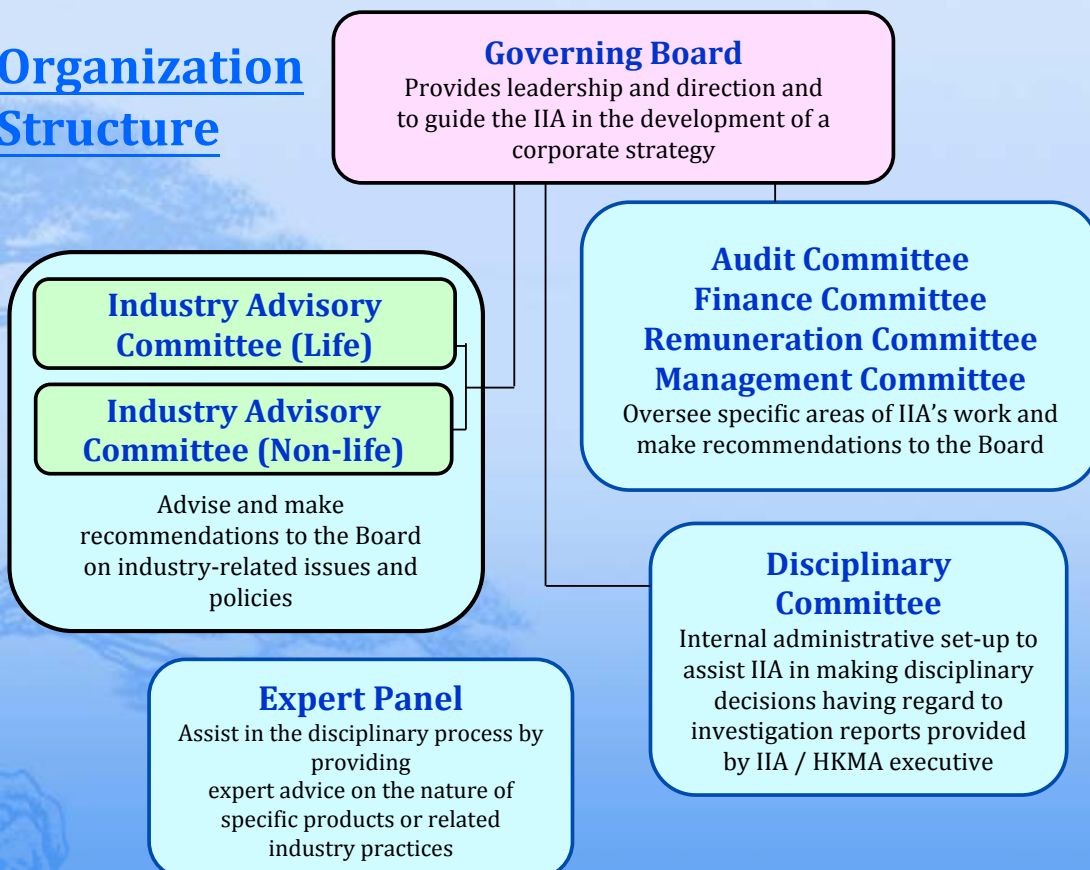 Organization
Structure
Governing Board
Provides leadership and direction and
to guide the IIA in the development of a
corporate strategy
Industry Advisory
Committee (Life)
Industry Advisory
Committee (Non-life)
Advise and make
recommendations to the Board
on industry-related issues and
policies
Audit Committee
Finance Committee
Remuneration Committee
Management Committee
Oversee specific areas of IIA’s work and
make recommendations to the Board
Disciplinary
Committee
Internal administrative set-up to
assist IIA in making disciplinary
decisions having regard to
investigation reports provided
by IIA / HKMA executive
Expert Panel
Assist in the disciplinary process by
providing
expert advice on the nature of
specific products or related
industry practices